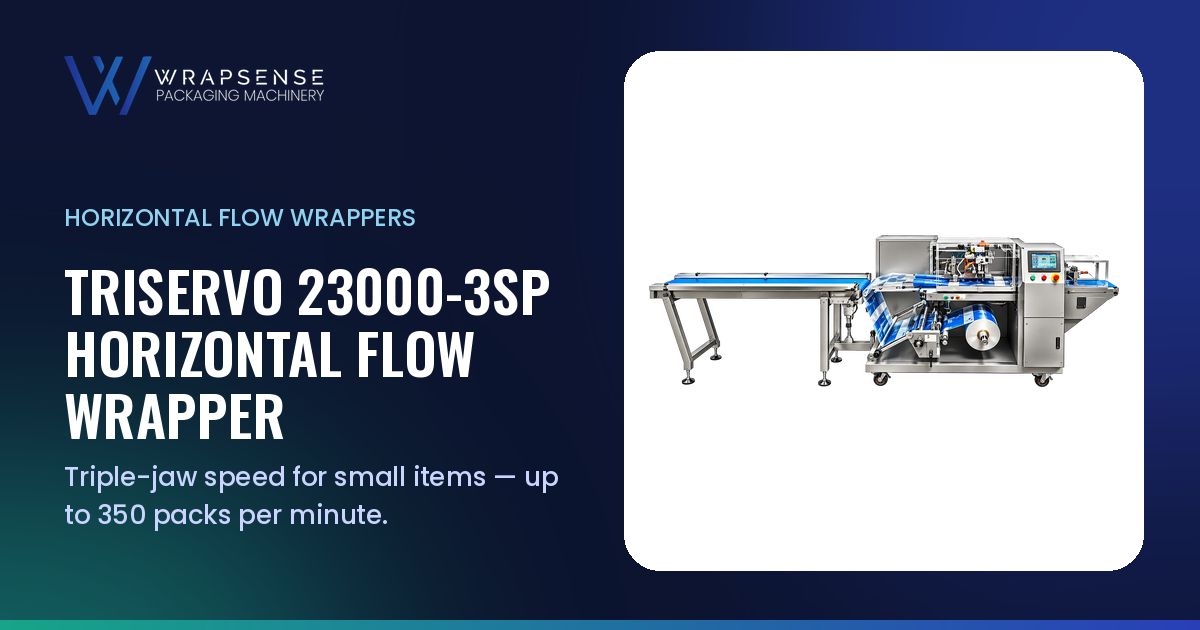 WRAPSENSE
PACKAGING MACHINERY
HORIZONTAL FLOW WRAPPERS
TRISERVO 23000-3SP
HORIZONTAL FLOW
WRAPPER
Triple-jaw speed for small items — up
to 350 packs per minute.